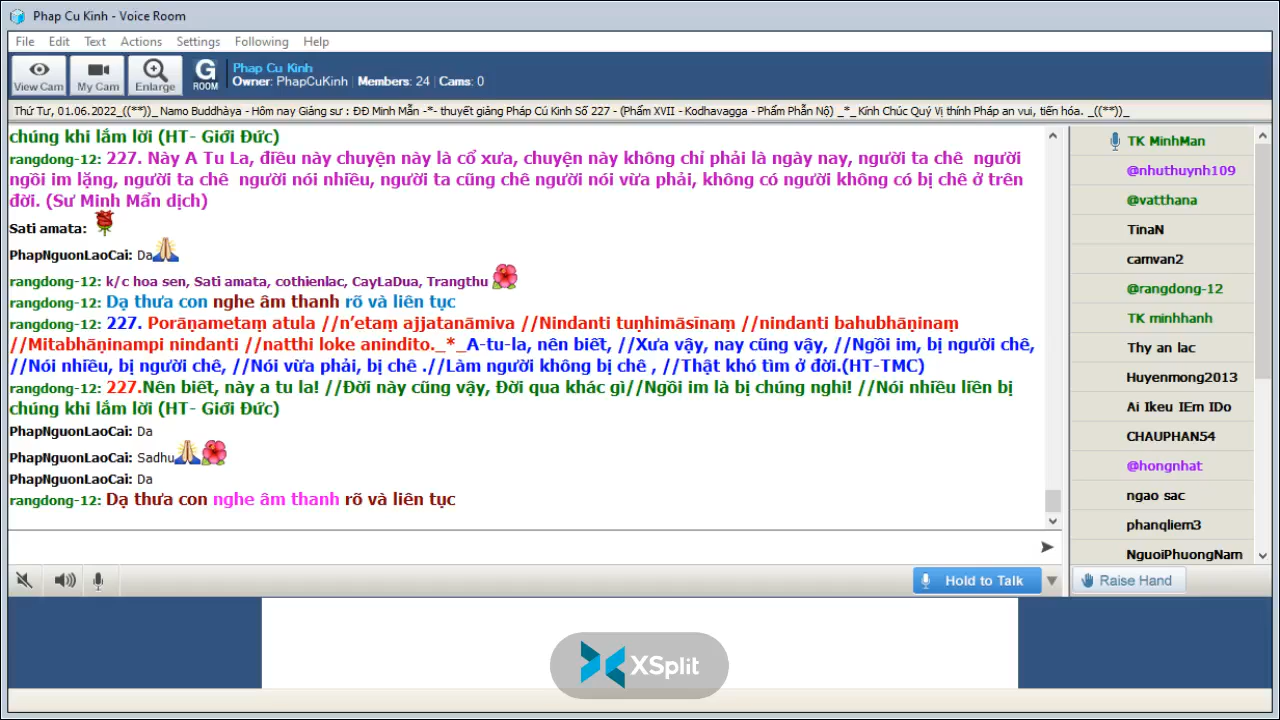 Phap Cu Kinh - Voice Room
File Edit Text Actions Settings Following Help
View Cam My Cam Enlarge G ROOM Phap Cu Kinh
Owner: PhapCuKinh | Members: 24 | Cams: 0
Thứ Tư, 01.06.2022_((**))_ Namo Buddhàya - Hôm nay Giảng sư : ĐĐ Minh Mẫn -*- thuyết giảng Pháp Cú Kinh Số 227 - (Phẩm XVII - Kodhavagga - Phẩm Phẫn Nộ) _*_ Kính Chúc Quý Vị thính Pháp an vui, tiến hóa. _((**))_
chúng khi lắm lời (HT- Giới Đức)
rangdong-12: 227. Này A Tu La, điều này chuyện này là cổ xưa, chuyện này không chỉ phải là ngày nay, người ta chê người
ngồi im lặng, người ta chê người nói nhiều, người ta cũng chê người nói vừa phải, không có người không có bị chê ở trên
đời. (Sư Minh Mẩn dịch)
Sati amata:
PhapNguonLaoCai: Da
rangdong-12: k/c hoa sen, Sati amata, cothienlac, CayLaDua, Trangthu
rangdong-12: Dạ thưa con nghe âm thanh rõ và liên tục
rangdong-12: 227. Porāṇametaṃ atula //n’etaṃ ajjatanāmiva //Nindanti tuṇhimāsīnaṃ //nindanti bahubhāṇinaṃ
//Mitabhāṇinampi nindanti //natthi loke anindito._*_A-tu-la, nên biết, //Xưa vậy, nay cũng vậy, //Ngồi im, bị người chê,
//Nói nhiều, bị người chê, //Nói vừa phải, bị chê .//Làm người không bị chê , //Thật khó tìm ở đời.(HT-TMC)
rangdong-12: 227.Nên biết, này a tu la! //Đời này cũng vậy, Đời qua khác gì//Ngồi im là bị chúng nghi! //Nói nhiều liền bị
chúng khi lắm lời (HT- Giới Đức)
PhapNguonLaoCai: Da
PhapNguonLaoCai: Sadhu
PhapNguonLaoCai: Da
rangdong-12: Dạ thưa con nghe âm thanh rõ và liên tục
Hold to Talk
TK MinhMan
@nhuthuynh109
@vatthana
TinaN
camvan2
@rangdong-12
TK minhhanh
Thy an lac
Huyenmong2013
Ai Ikeu IEm IDo
CHAUPHAN54
@hongnhat
ngao sac
phanqliem3
NguoiPhuongNam
Raise Hand
XSplit